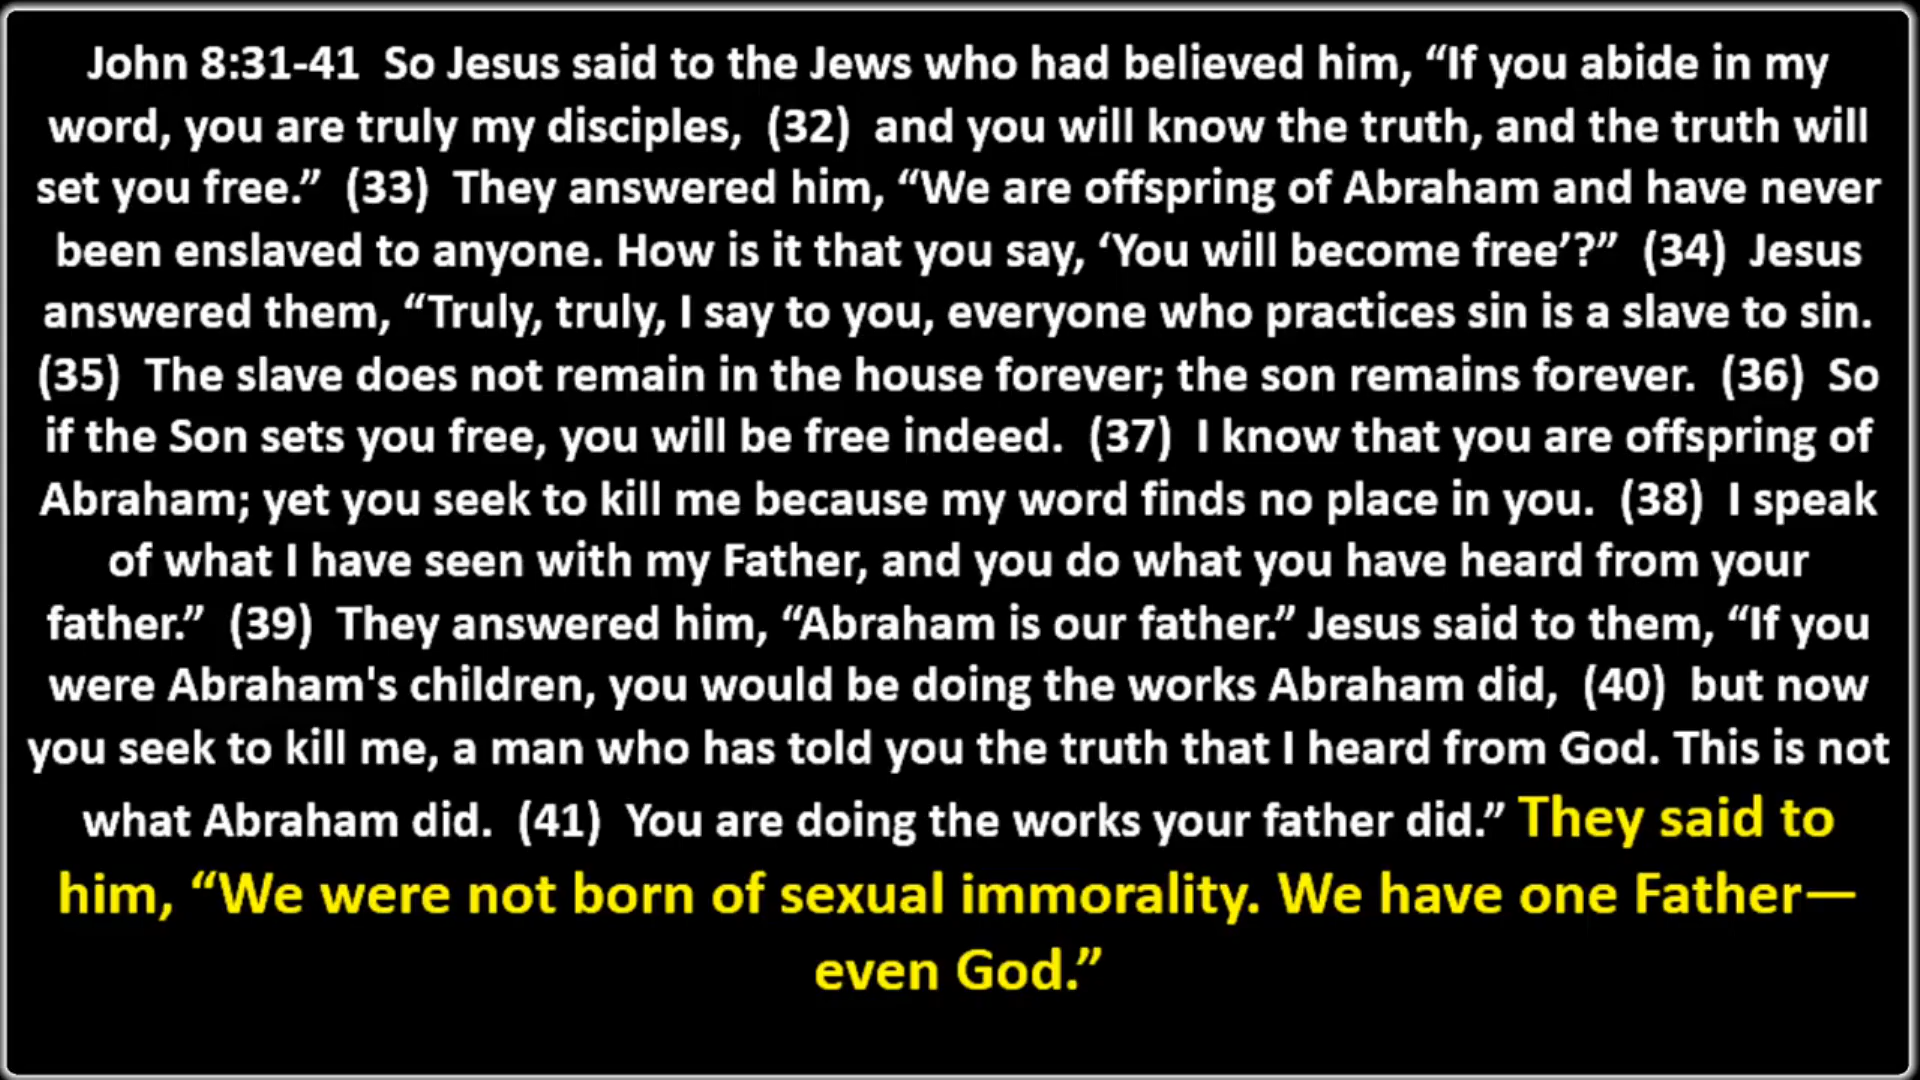 John 8:31-41  So Jesus said to the Jews who had believed him, “If you abide in my
word, you are truly my disciples,  (32)  and you will know the truth, and the truth will
set you free.”  (33)  They answered him, “We are offspring of Abraham and have never
been enslaved to anyone. How is it that you say, ‘You will become free’?”  (34)  Jesus
answered them, “Truly, truly, I say to you, everyone who practices sin is a slave to sin.
(35)  The slave does not remain in the house forever; the son remains forever.  (36)  So
if the Son sets you free, you will be free indeed.  (37)  I know that you are offspring of
Abraham; yet you seek to kill me because my word finds no place in you.  (38)  I speak
of what I have seen with my Father, and you do what you have heard from your
father.”  (39)  They answered him, “Abraham is our father.” Jesus said to them, “If you
were Abraham's children, you would be doing the works Abraham did,  (40)  but now
you seek to kill me, a man who has told you the truth that I heard from God. This is not
what Abraham did.  (41)  You are doing the works your father did.” They said to
him, “We were not born of sexual immorality. We have one Father—
even God.”